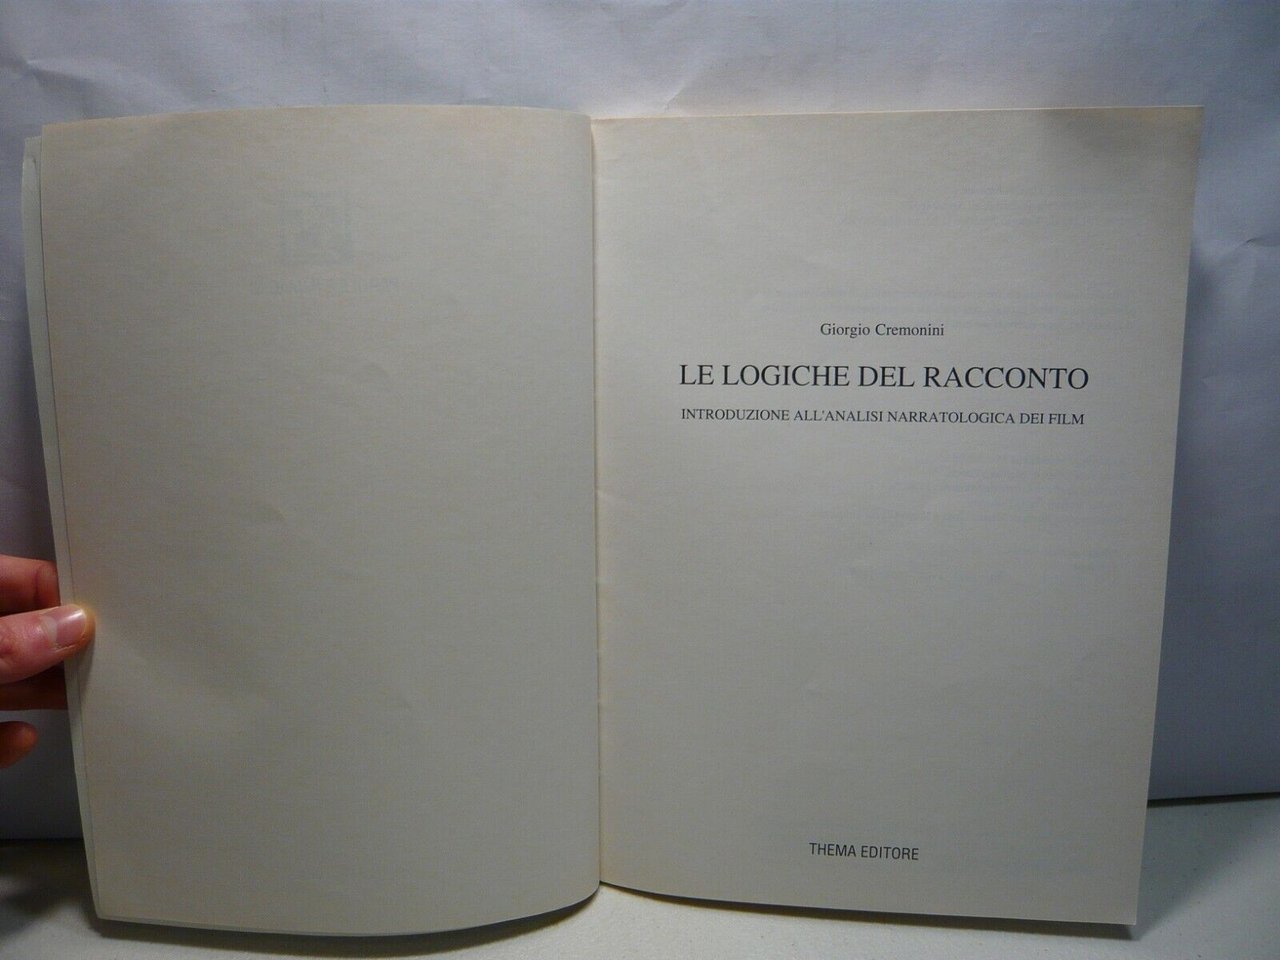 Giorgio Cremonini
LE LOGICHE DEL RACCONTO
INTRODUZIONE ALL'ANALISI NARRATOLOGICA DEI FILM
THEMA EDITORE